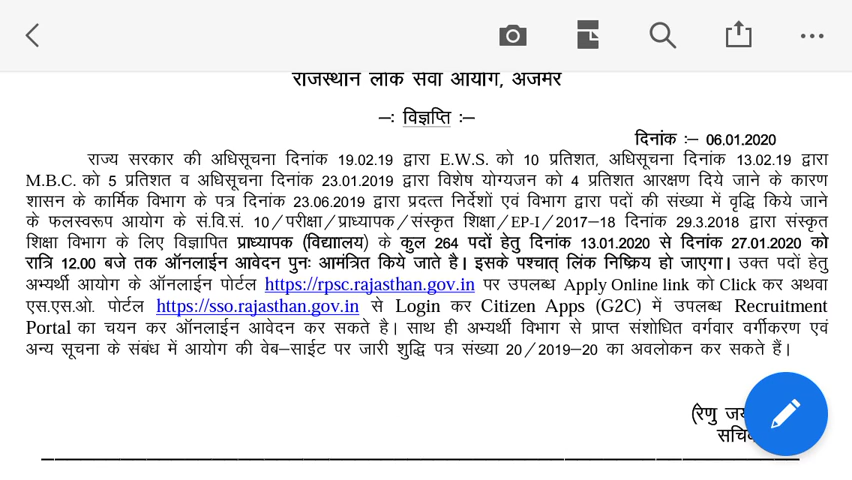 राजस्थान लोक सेवा आयोग, अजमेर
–: विज्ञप्ति :–
दिनांक :– 06.01.2020
राज्य सरकार की अधिसूचना दिनांक 19.02.19 द्वारा E.W.S. को 10 प्रतिशत, अधिसूचना दिनांक 13.02.19 द्वारा
M.B.C. को 5 प्रतिशत व अधिसूचना दिनांक 23.01.2019 द्वारा विशेष योग्यजन को 4 प्रतिशत आरक्षण दिये जाने के कारण
शासन के कार्मिक विभाग के पत्र दिनांक 23.06.2019 द्वारा प्रदत्त निर्देशों एवं विभाग द्वारा पदों की संख्या में वृद्धि किये जाने
के फलस्वरूप आयोग के सं.वि.सं. 10/परीक्षा/प्राध्यापक/संस्कृत शिक्षा/EP-I/2017–18 दिनांक 29.3.2018 द्वारा संस्कृत
शिक्षा विभाग के लिए विज्ञापित प्राध्यापक (विद्यालय) के कुल 264 पदों हेतु दिनांक 13.01.2020 से दिनांक 27.01.2020 को
रात्रि 12.00 बजे तक ऑनलाईन आवेदन पुनः आमंत्रित किये जाते है। इसके पश्चात् लिंक निष्क्रिय हो जाएगा। उक्त पदों हेतु
अभ्यर्थी आयोग के ऑनलाईन पोर्टल https://rpsc.rajasthan.gov.in पर उपलब्ध Apply Online link को Click कर अथवा
एस.एस.ओ. पोर्टल https://sso.rajasthan.gov.in से Login कर Citizen Apps (G2C) में उपलब्ध Recruitment
Portal का चयन कर ऑनलाईन आवेदन कर सकते है। साथ ही अभ्यर्थी विभाग से प्राप्त संशोधित वर्गवार वर्गीकरण एवं
अन्य सूचना के संबंध में आयोग की वेब–साईट पर जारी शुद्धि पत्र संख्या 20/2019–20 का अवलोकन कर सकते हैं।
(रेणु